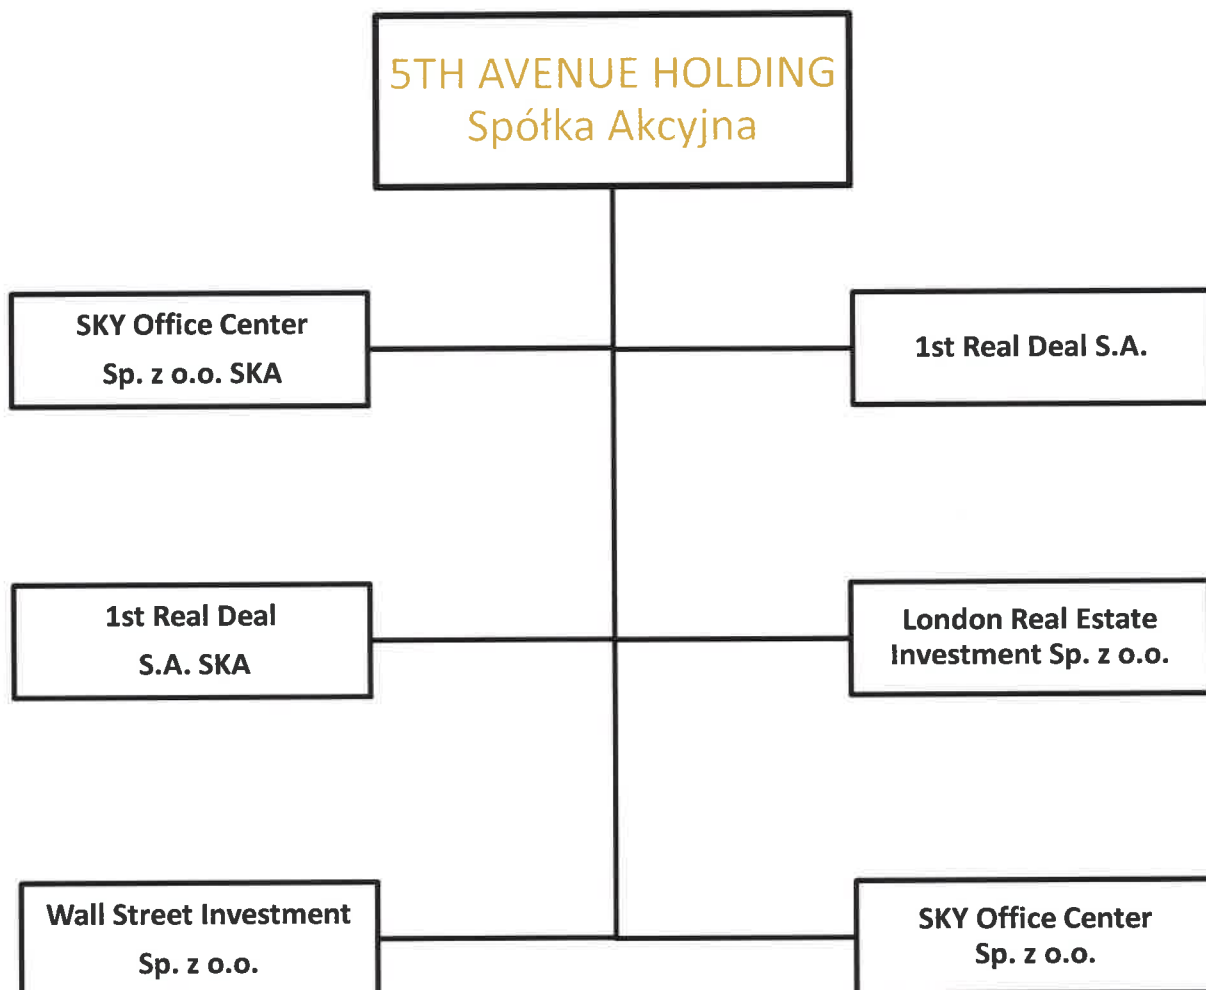 5TH AVENUE HOLDING
Spółka Akcyjna
SKY Office Center
Sp. z o.o. SKA
1st Real Deal S.A.
1st Real Deal
S.A. SKA
London Real Estate
Investment Sp. z o.o.
Wall Street Investment
Sp. z o.o.
SKY Office Center
Sp. z o.o.